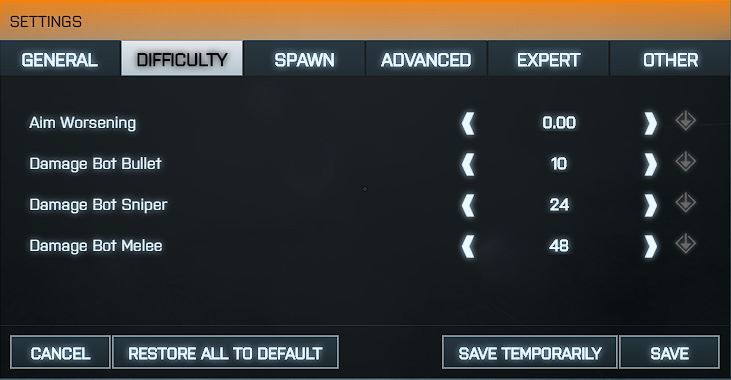 SETTINGS
GENERAL DIFFICULTY SPAWN ADVANCED EXPERT OTHER
Aim Worsening 0.00
Damage Bot Bullet 10
Damage Bot Sniper 24
Damage Bot Melee 48
CANCEL RESTORE ALL TO DEFAULT SAVE TEMPORARILY SAVE